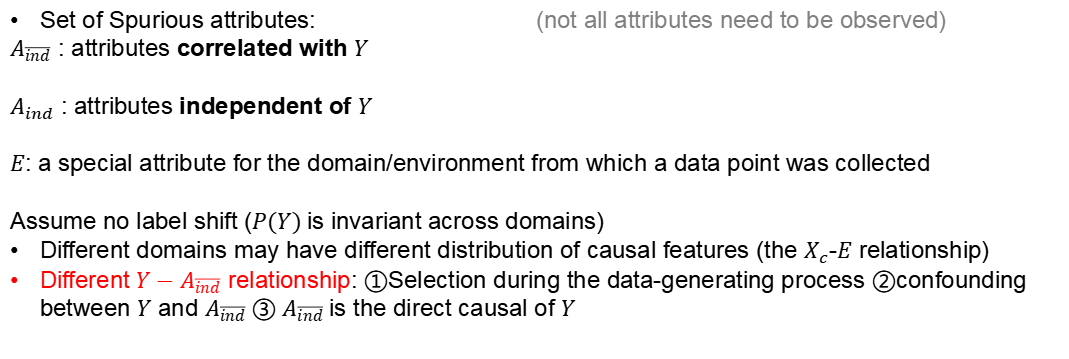 • Set of Spurious attributes: (not all attributes need to be observed)
$A_{\overline{ind}}$ : attributes correlated with $Y$
$A_{ind}$ : attributes independent of $Y$
$E$: a special attribute for the domain/environment from which a data point was collected
Assume no label shift ($P(Y)$ is invariant across domains)
• Different domains may have different distribution of causal features (the $X_c$-$E$ relationship)
• Different $Y - A_{\overline{ind}}$ relationship: ①Selection during the data-generating process ②confounding
between $Y$ and $A_{\overline{ind}}$ ③ $A_{\overline{ind}}$ is the direct causal of $Y$